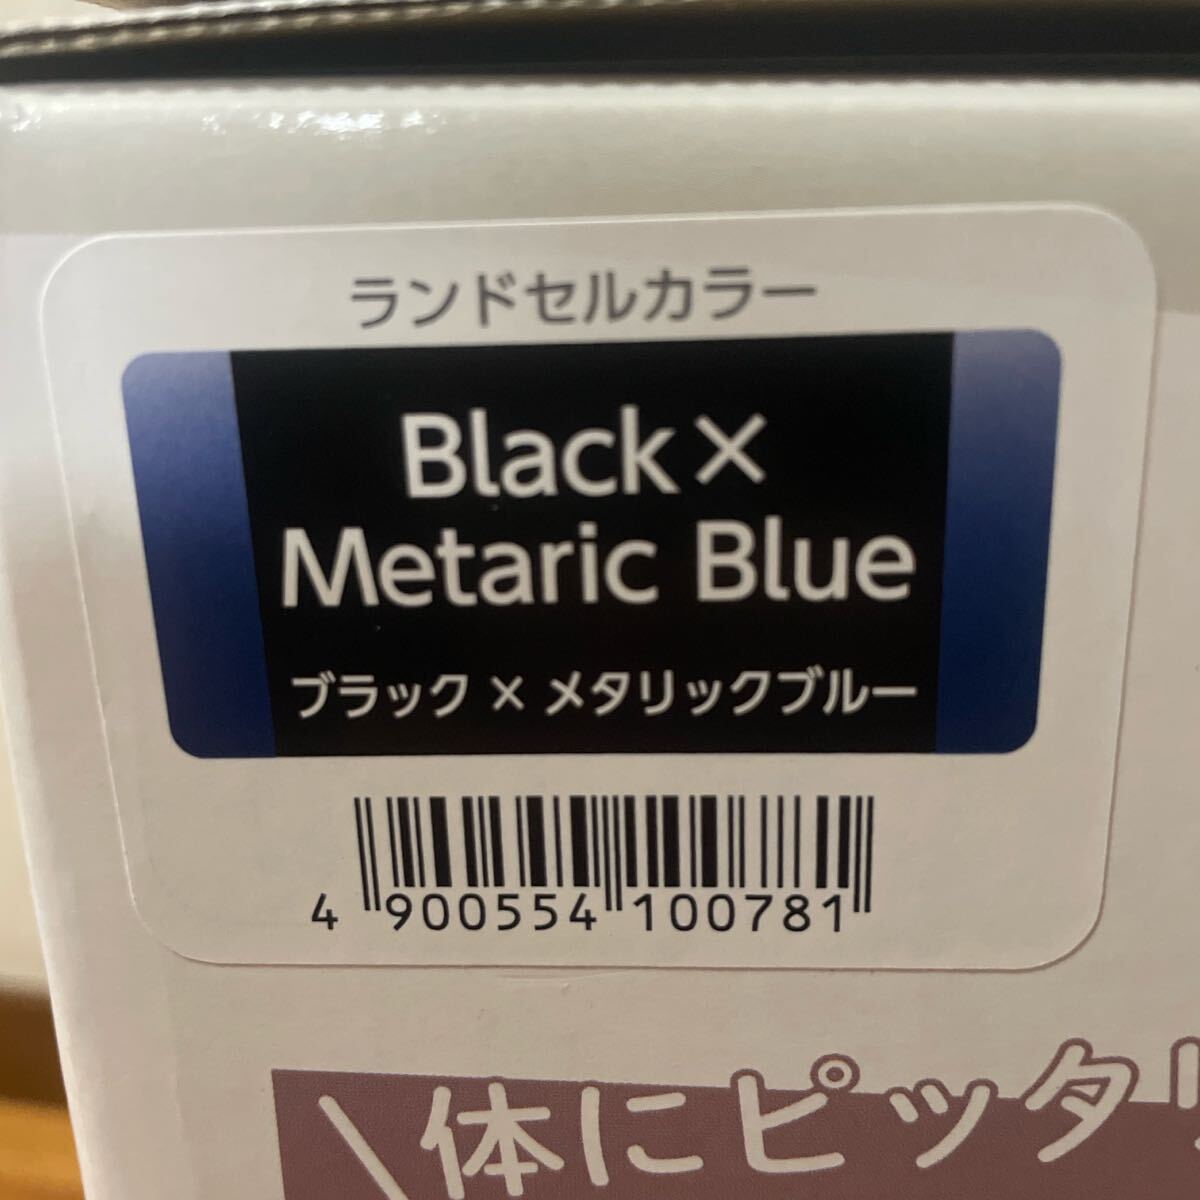 ランドセルカラー
Black×
Metaric Blue
ブラック × メタリックブルー
4 900554 100781
\体にピッタリ